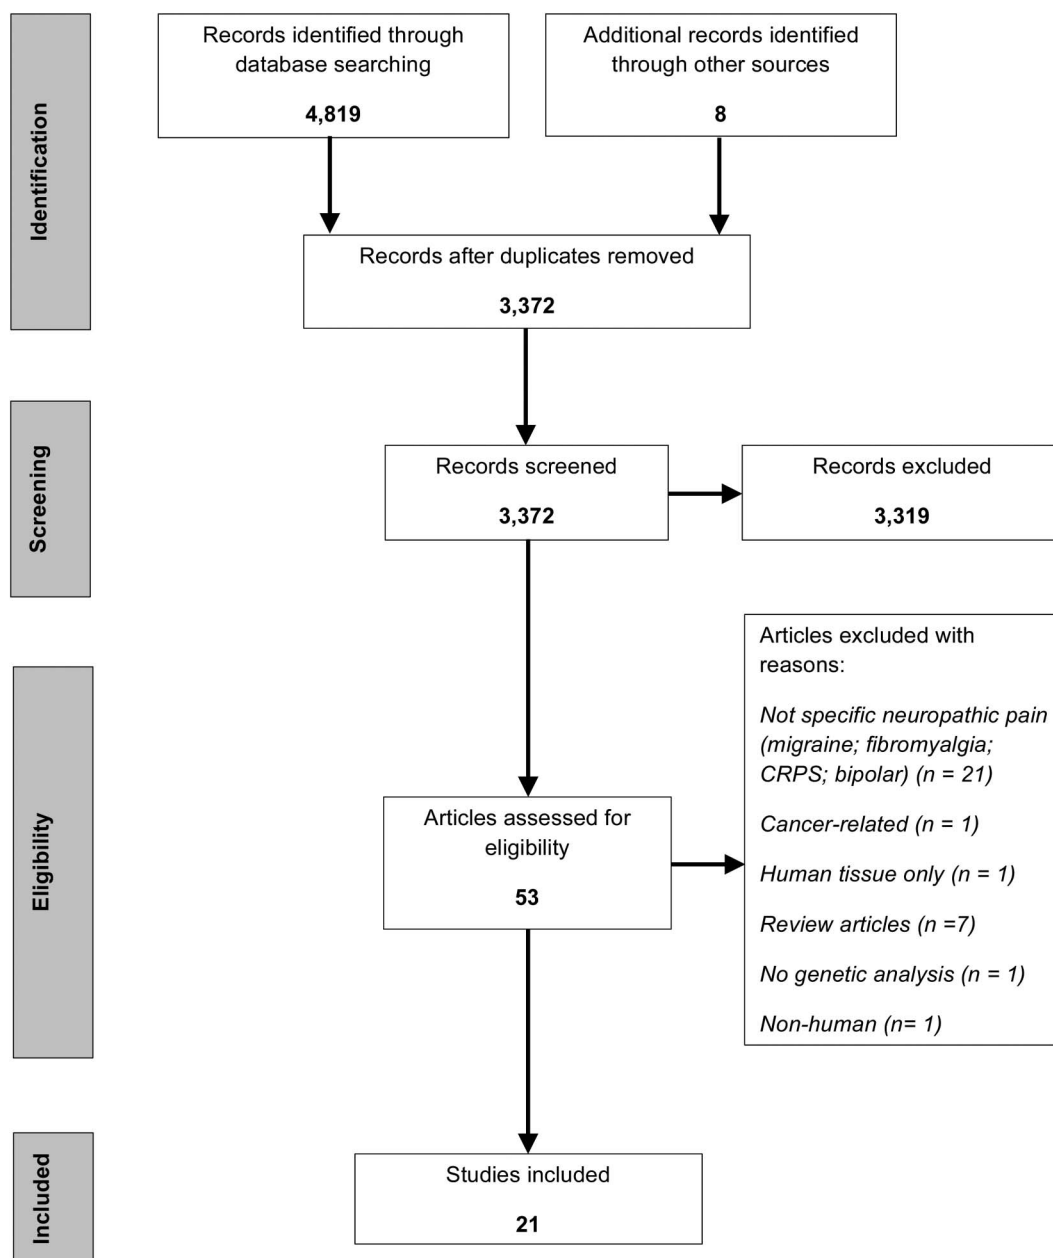 Identification
Records identified through
database searching
4,819
Additional records identified
through other sources
8
Records after duplicates removed
3,372
Screening
Records screened
3,372
Records excluded
3,319
Eligibility
Articles assessed for
eligibility
53
Articles excluded with
reasons:
Not specific neuropathic pain
(migraine; fibromyalgia;
CRPS; bipolar) (n = 21)
Cancer-related (n = 1)
Human tissue only (n = 1)
Review articles (n =7)
No genetic analysis (n = 1)
Non-human (n= 1)
Included
Studies included
21